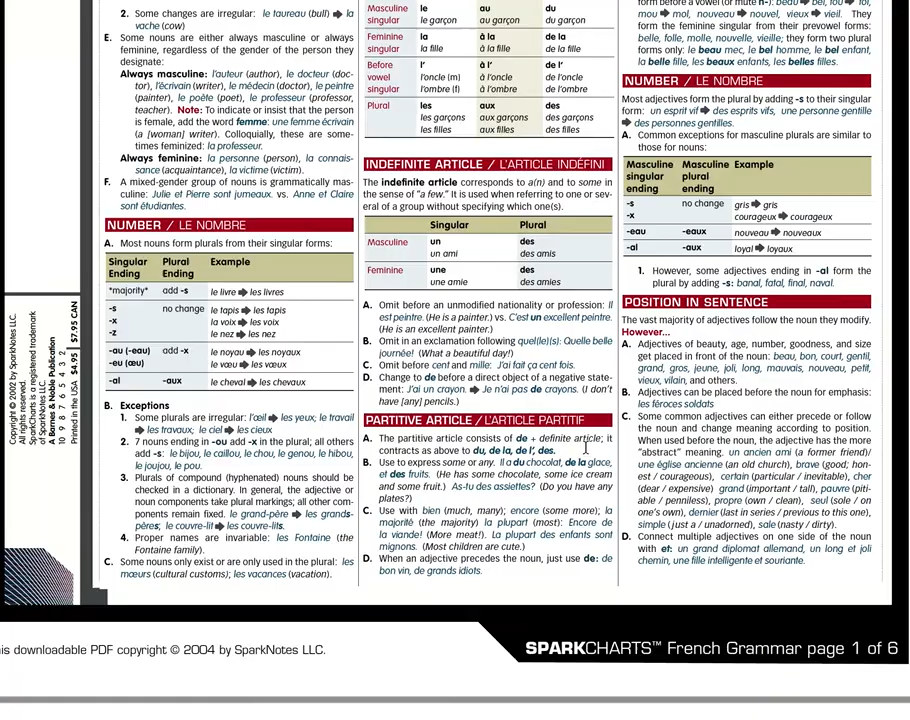 2. Some changes are irregular: le taureau (bull) ➡ la
vache (cow)
E. Some nouns are either always masculine or always
feminine, regardless of the gender of the person they
designate:
Always masculine: l'auteur (author), le docteur (doc-
tor), l'écrivain (writer), le médecin (doctor), le peintre
(painter), le poète (poet), le professeur (professor,
teacher). Note: To indicate or insist that the person
is female, add the word femme: une femme écrivain
(a [woman] writer). Colloquially, these are some-
times feminized: la professeur.
Always feminine: la personne (person), la connais-
sance (acquaintance), la victime (victim).
F. A mixed-gender group of nouns is grammatically mas-
culine: Julie et Pierre sont jumeaux. vs. Anne et Claire
sont étudiantes.
NUMBER / LE NOMBRE
A. Most nouns form plurals from their singular forms:
Singular Plural Example
Ending Ending
*majority* add -s le livre ➡ les livres
-s no change le tapis ➡ les tapis
-x la voix ➡ les voix
-z le nez ➡ les nez
-au (-eau) add -x le noyau ➡ les noyaux
-eu (œu) le vœu ➡ les vœux
-al -aux le cheval ➡ les chevaux
B. Exceptions
1. Some plurals are irregular: l'œil ➡ les yeux; le travail
➡ les travaux; le ciel ➡ les cieux
2. 7 nouns ending in -ou add -x in the plural; all others
add -s: le bijou, le caillou, le chou, le genou, le hibou,
le joujou, le pou.
3. Plurals of compound (hyphenated) nouns should be
checked in a dictionary. In general, the adjective or
noun components take plural markings; all other com-
ponents remain fixed. le grand-père ➡ les grands-
pères; le couvre-lit ➡ les couvre-lits.
4. Proper names are invariable: les Fontaine (the
Fontaine family).
C. Some nouns only exist or are only used in the plural: les
mœurs (cultural customs); les vacances (vacation).
Masculine le au du
singular le garçon au garçon du garçon
Feminine la à la de la
singular la fille à la fille de la fille
Before l' à l' de l'
vowel l'oncle (m) à l'oncle de l'oncle
singular l'ombre (f) à l'ombre de l'ombre
Plural les aux des
les garçons aux garçons des garçons
les filles aux filles des filles
INDEFINITE ARTICLE / L'ARTICLE INDÉFINI
The indefinite article corresponds to a(n) and to some in
the sense of "a few." It is used when referring to one or sev-
eral of a group without specifying which one(s).
Singular Plural
Masculine un des
un ami des amis
Feminine une des
une amie des amies
A. Omit before an unmodified nationality or profession: Il
est peintre. (He is a painter.) vs. C'est un excellent peintre.
(He is an excellent painter.)
B. Omit in an exclamation following quel(le)(s): Quelle belle
journée! (What a beautiful day!)
C. Omit before cent and mille: J'ai fait ça cent fois.
D. Change to de before a direct object of a negative state-
ment: J'ai un crayon. ➡ Je n'ai pas de crayons. (I don't
have [any] pencils.)
PARTITIVE ARTICLE / L'ARTICLE PARTITIF
A. The partitive article consists of de + definite article; it
contracts as above to du, de la, de l', des.
B. Use to express some or any. Il a du chocolat, de la glace,
et des fruits. (He has some chocolate, some ice cream
and some fruit.) As-tu des assiettes? (Do you have any
plates?)
C. Use with bien (much, many); encore (some more); la
majorité (the majority) la plupart (most): Encore de
la viande! (More meat!). La plupart des enfants sont
mignons. (Most children are cute.)
D. When an adjective precedes the noun, just use de: de
bon vin, de grands idiots.
form before a vowel (or mute h-): beau ➡ bel, fou ➡ fol,
mou ➡ mol, nouveau ➡ nouvel, vieux ➡ vieil. They
form the feminine singular from their prevowel forms:
belle, folle, molle, nouvelle, vieille; they form two plural
forms only: le beau mec, le bel homme, le bel enfant,
la belle fille, les beaux enfants, les belles filles.
NUMBER / LE NOMBRE
Most adjectives form the plural by adding -s to their singular
form: un esprit vif ➡ des esprits vifs, une personne gentille
➡ des personnes gentilles.
A. Common exceptions for masculine plurals are similar to
those for nouns:
Masculine Masculine Example
singular plural
ending ending
-s no change gris ➡ gris
-x courageux ➡ courageux
-eau -eaux nouveau ➡ nouveaux
-al -aux loyal ➡ loyaux
1. However, some adjectives ending in -al form the
plural by adding -s: banal, fatal, final, naval.
POSITION IN SENTENCE
The vast majority of adjectives follow the noun they modify.
However...
A. Adjectives of beauty, age, number, goodness, and size
get placed in front of the noun: beau, bon, court, gentil,
grand, gros, jeune, joli, long, mauvais, nouveau, petit,
vieux, vilain, and others.
B. Adjectives can be placed before the noun for emphasis:
les féroces soldats
C. Some common adjectives can either precede or follow
the noun and change meaning according to position.
When used before the noun, the adjective has the more
"abstract" meaning. un ancien ami (a former friend)/
une église ancienne (an old church), brave (good; hon-
est / courageous), certain (particular / inevitable), cher
(dear / expensive) grand (important / tall), pauvre (piti-
ble / penniless), propre (own / clean), seul (sole / on
one's own), dernier (last in series / previous to this one),
simple (just a / unadorned), sale (nasty / dirty).
D. Connect multiple adjectives on one side of the noun
with et: un grand diplomat allemand, un long et joli
chemin, une fille intelligente et souriante.
Copyright © 2002 by SparkNotes LLC.
All rights reserved.
SparkCharts is a registered trademark
of SparkNotes LLC.
A Barnes & Noble Publication
10 9 8 7 6 5 4 3 2
Printed in the USA $4.95 $7.95 CAN
is downloadable PDF copyright © 2004 by SparkNotes LLC.
SPARKCHARTS™ French Grammar page 1 of 6